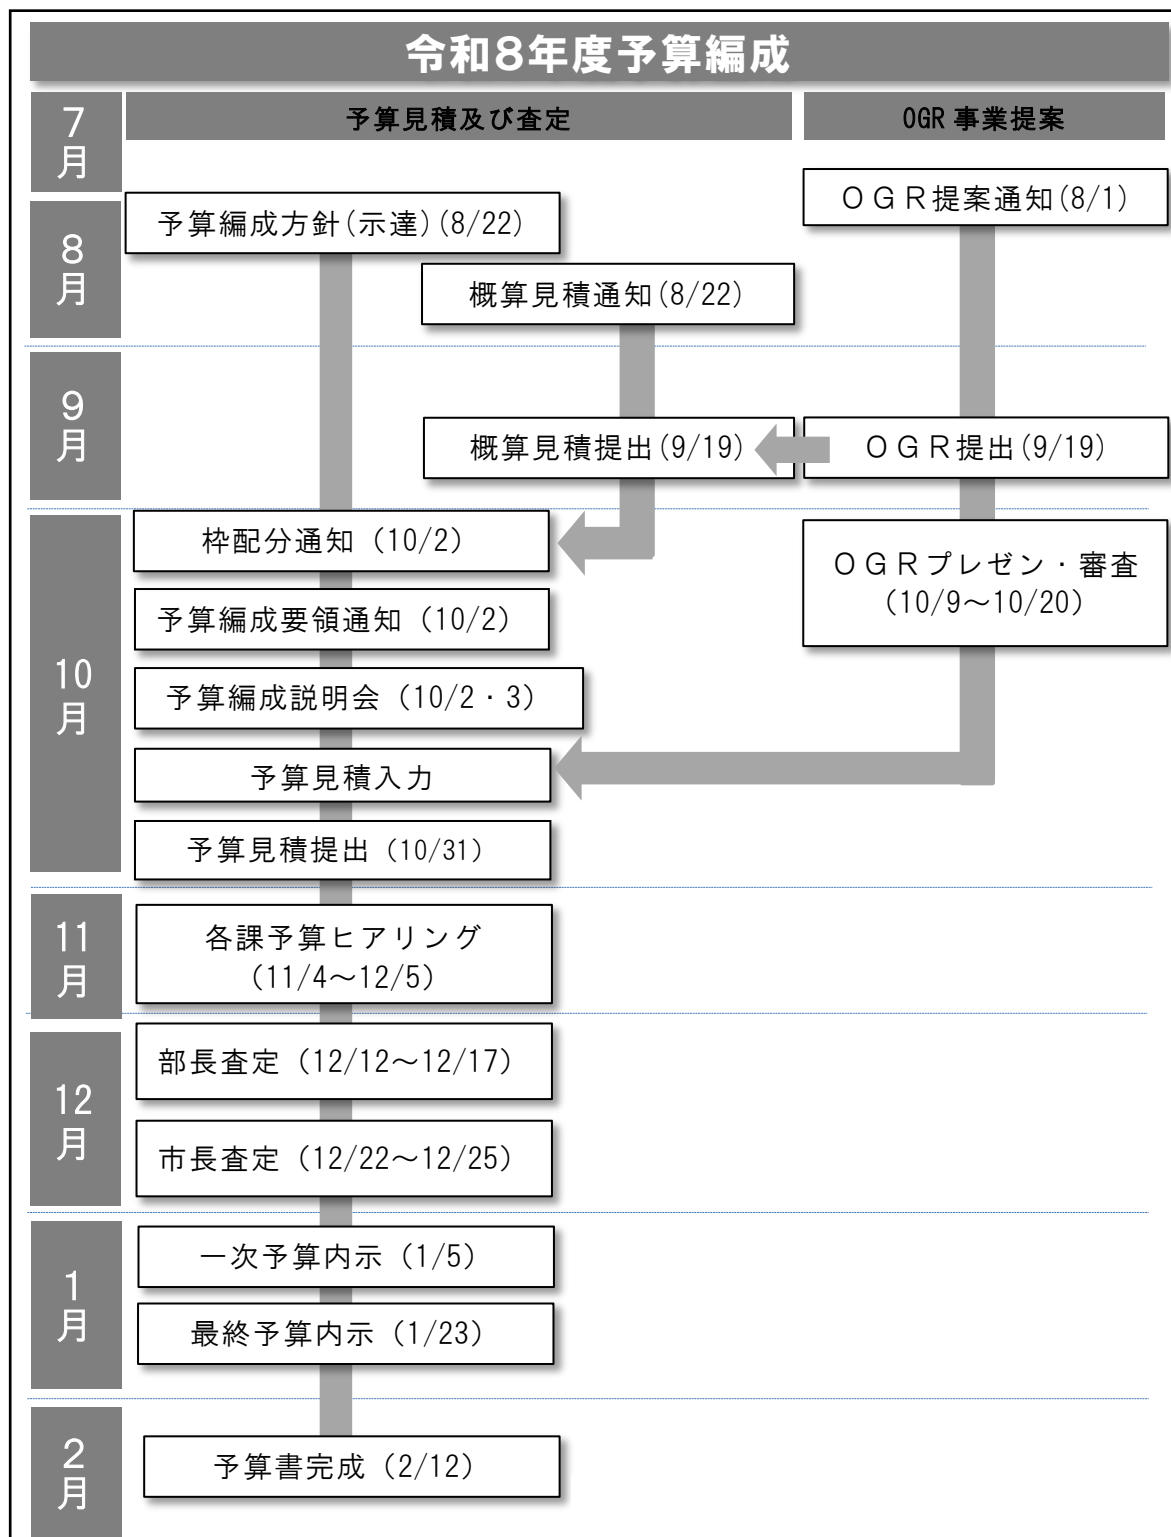 令和8年度予算編成
7月
予算見積及び査定
OGR 事業提案
OGR提案通知(8/1)
8月
予算編成方針(示達)(8/22)
概算見積通知(8/22)
9月
概算見積提出(9/19)
OGR提出(9/19)
10月
枠配分通知(10/2)
OGRプレゼン・審査
(10/9～10/20)
予算編成要領通知(10/2)
予算編成説明会(10/2・3)
予算見積入力
予算見積提出(10/31)
11月
各課予算ヒアリング
(11/4～12/5)
12月
部長査定(12/12～12/17)
市長査定(12/22～12/25)
1月
一次予算内示(1/5)
最終予算内示(1/23)
2月
予算書完成(2/12)